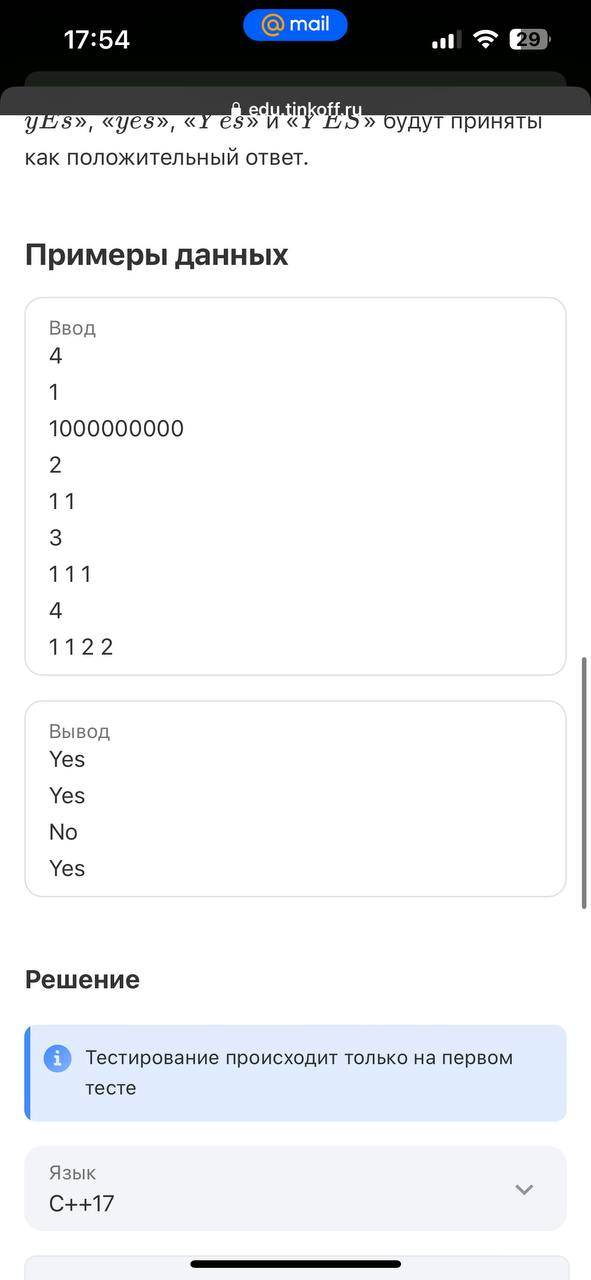 17:54
@mail
29
edu.tinkoff.ru
yEs», «yes», «Y es» и «Y ES» будут приняты
как положительный ответ.
Примеры данных
Ввод
4
1
1000000000
2
1 1
3
1 1 1
4
1 1 2 2
Вывод
Yes
Yes
No
Yes
Решение
Тестирование происходит только на первом
тесте
Язык
C++17